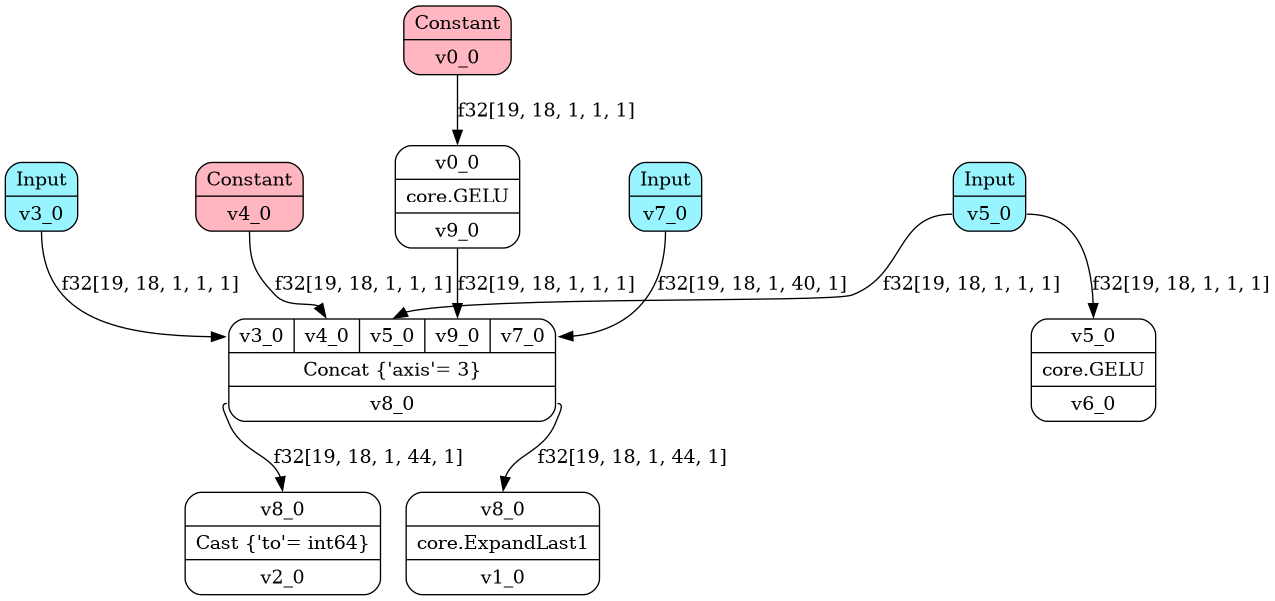 Constant
v0_0
f32[19, 18, 1, 1, 1]
Input
v3_0
Constant
v4_0
v0_0
core.GELU
v9_0
Input
v7_0
Input
v5_0
f32[19, 18, 1, 1, 1]
f32[19, 18, 1, 1, 1]
f32[19, 18, 1, 1, 1]
f32[19, 18, 1, 40, 1]
f32[19, 18, 1, 1, 1]
f32[19, 18, 1, 1, 1]
v3_0 v4_0 v5_0 v9_0 v7_0
Concat {'axis'= 3}
v8_0
v5_0
core.GELU
v6_0
f32[19, 18, 1, 44, 1]
f32[19, 18, 1, 44, 1]
v8_0
Cast {'to'= int64}
v2_0
v8_0
core.ExpandLast1
v1_0